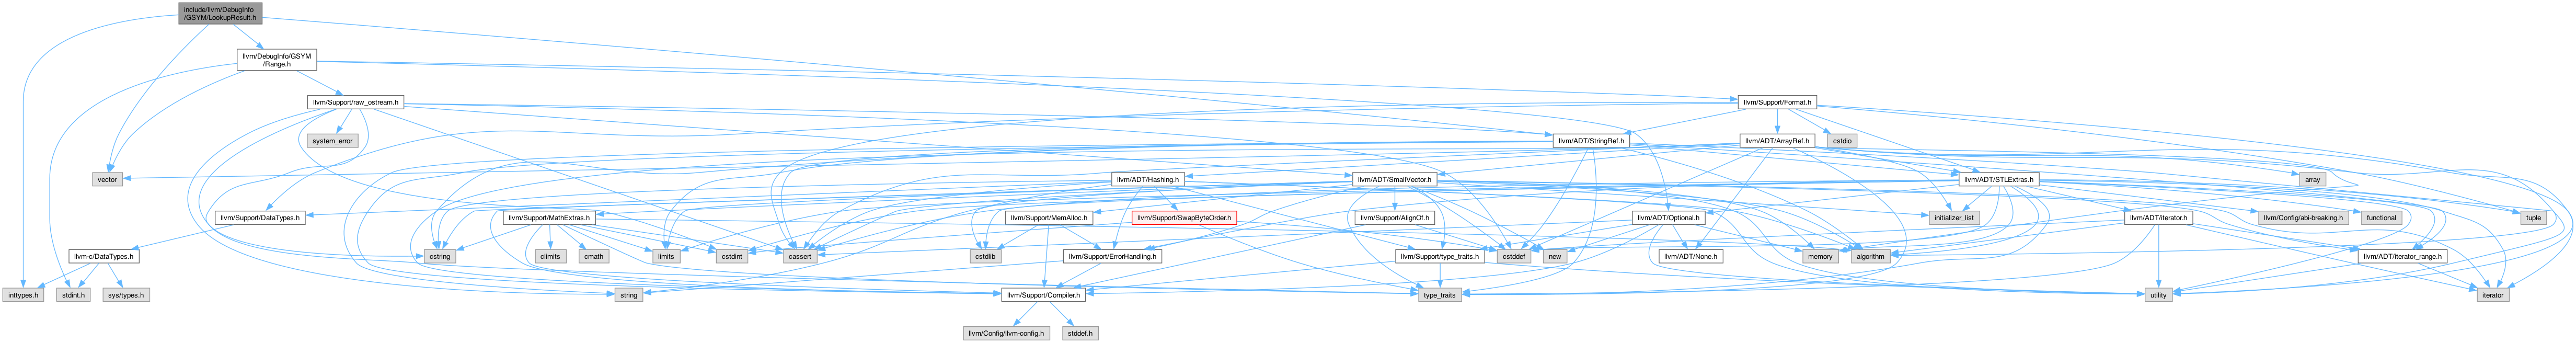 include/llvm/DebugInfo
/GSYM/LookupResult.h
llvm/DebugInfo/GSYM
/Range.h
llvm/Support/raw_ostream.h
llvm/Support/Format.h
system_error
llvm/ADT/StringRef.h
llvm/ADT/ArrayRef.h
cstdio
vector
llvm/ADT/Hashing.h
llvm/ADT/SmallVector.h
llvm/ADT/STLExtras.h
array
llvm/Support/DataTypes.h
llvm/Support/MathExtras.h
llvm/Support/MemAlloc.h
llvm/Support/SwapByteOrder.h
llvm/Support/AlignOf.h
llvm/ADT/Optional.h
initializer_list
llvm/ADT/iterator.h
llvm/Config/abi-breaking.h
functional
tuple
llvm-c/DataTypes.h
cstring
climits
cmath
limits
cstdint
cassert
cstdlib
llvm/Support/ErrorHandling.h
llvm/Support/type_traits.h
cstddef
new
llvm/ADT/None.h
memory
algorithm
llvm/ADT/iterator_range.h
inttypes.h
stdint.h
sys/types.h
string
llvm/Support/Compiler.h
type_traits
utility
iterator
llvm/Config/llvm-config.h
stddef.h